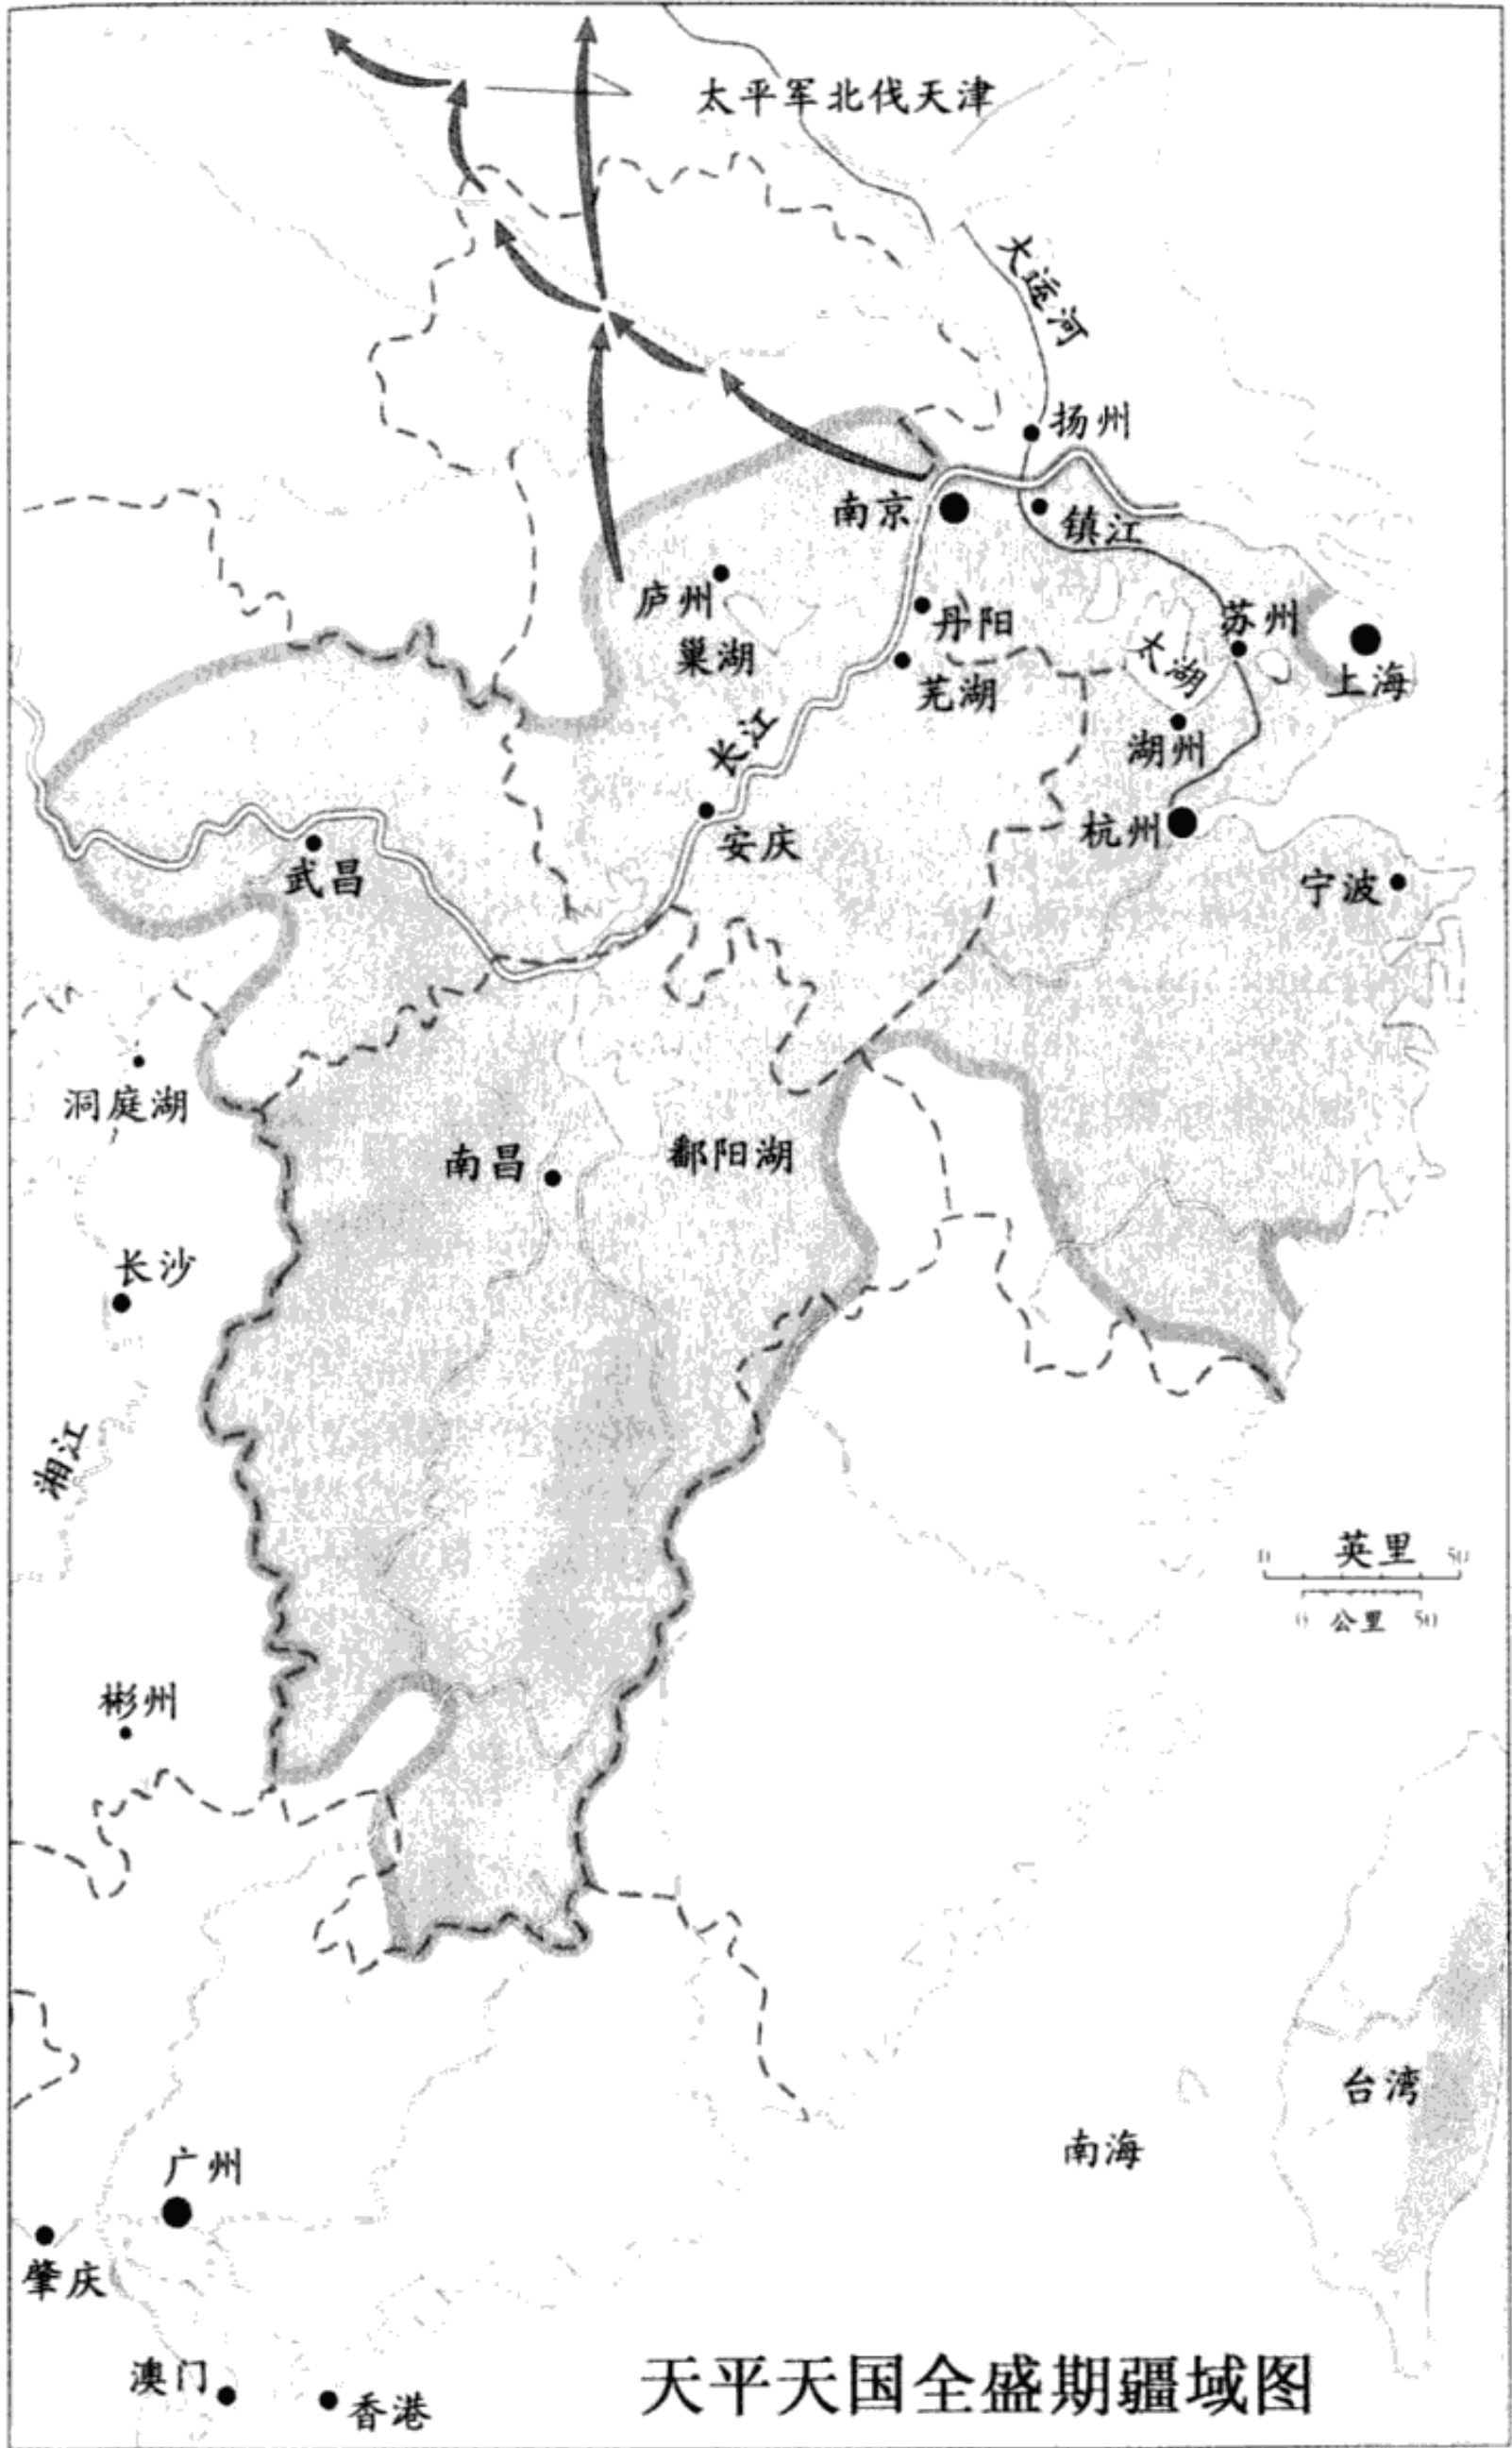 太平军北伐天津
大运河
扬州
南京
镇江
庐州
巢湖
丹阳
苏州
太湖
上海
芜湖
长江
湖州
安庆
杭州
武昌
宁波
洞庭湖
南昌
鄱阳湖
长沙
湘江
英里
0 50
0 公里 50
彬州
台湾
南海
广州
肇庆
澳门
香港
天平天国全盛期疆域图